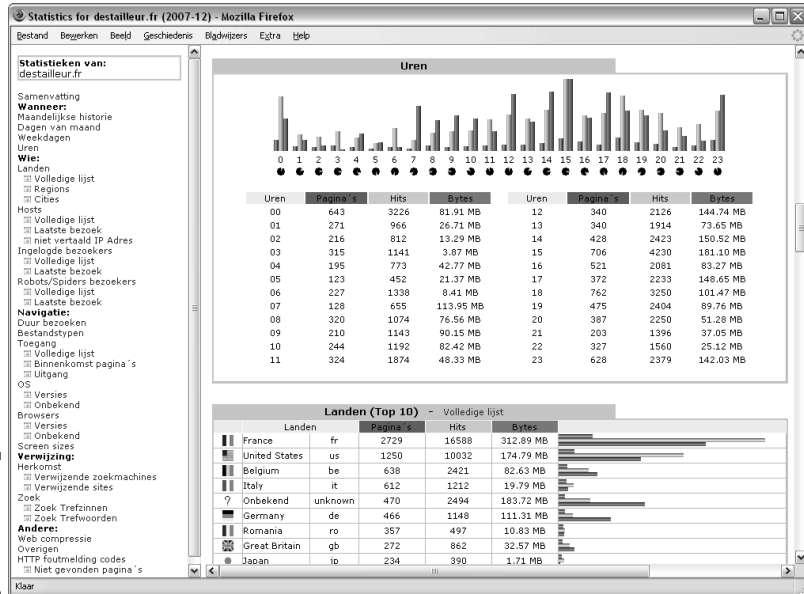 Statistics for destailleur.fr (2007-12) - Mozilla Firefox
Bestand Bewerken Beeld Geschiedenis Bladwijzers Extra Help
Statistieken van:
destailleur.fr
Samenvatting
Wanneer:
Maandelijkse historie
Dagen van maand
Weekdagen
Uren
Wie:
Landen
Volledige lijst
Regions
Cities
Hosts
Volledige lijst
Laatste bezoek
niet vertaald IP Adres
Ingelogde bezoekers
Volledige lijst
Laatste bezoek
Robots/Spiders bezoekers
Volledige lijst
Laatste bezoek
Navigatie:
Duur bezoeken
Bestandstypen
Toegang
Volledige lijst
Binnenkomst pagina´s
Uitgang
OS
Versies
Onbekend
Browsers
Versies
Onbekend
Screen sizes
Verwijzing:
Herkomst
Verwijzende zoekmachines
Verwijzende sites
Zoek
Zoek Trefzinnen
Zoek Trefwoorden
Andere:
Web compressie
Overigen
HTTP foutmelding codes
Niet gevonden pagina´s
Uren
0 1 2 3 4 5 6 7 8 9 10 11 12 13 14 15 16 17 18 19 20 21 22 23
Uren Pagina´s Hits Bytes Uren Pagina´s Hits Bytes
00 643 3226 81.91 MB 12 340 2126 144.74 MB
01 271 966 26.71 MB 13 340 1914 73.65 MB
02 216 812 13.29 MB 14 428 2423 150.52 MB
03 315 1141 3.87 MB 15 706 4230 181.10 MB
04 195 773 42.77 MB 16 521 2081 83.27 MB
05 123 452 21.37 MB 17 372 2233 148.65 MB
06 227 1338 8.41 MB 18 762 3250 101.47 MB
07 128 655 113.95 MB 19 475 2404 89.76 MB
08 320 1074 76.56 MB 20 387 2250 51.28 MB
09 210 1143 90.15 MB 21 203 1396 37.05 MB
10 244 1192 82.42 MB 22 327 1560 25.12 MB
11 324 1874 48.33 MB 23 628 2379 142.03 MB
Landen (Top 10) - Volledige lijst
Landen Pagina´s Hits Bytes
France fr 2729 16588 312.89 MB
United States us 1250 10032 174.79 MB
Belgium be 638 2421 82.63 MB
Italy it 612 1212 19.79 MB
? Onbekend unknown 470 2494 183.72 MB
Germany de 466 1148 111.31 MB
Romania ro 357 497 10.83 MB
Great Britain gb 272 862 32.57 MB
Japan jp 234 390 1.71 MB
Klaar